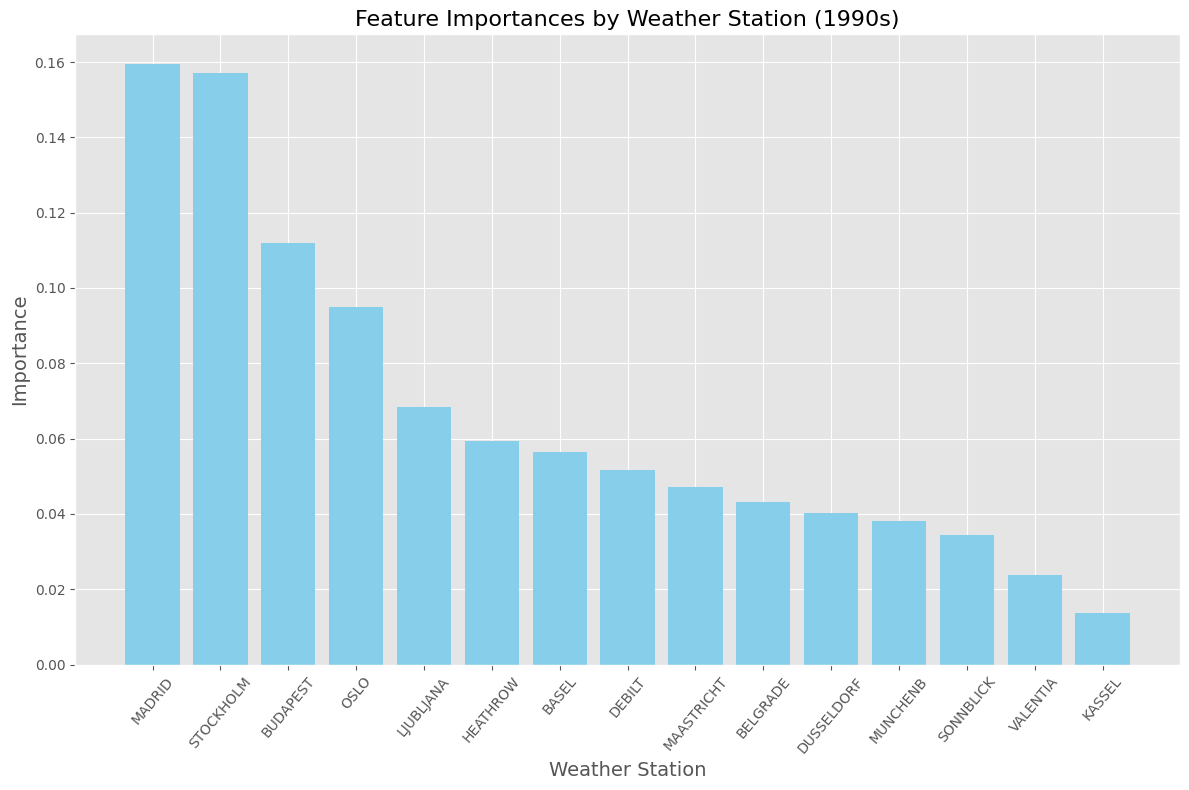 Feature Importances by Weather Station (1990s)
Importance
0.16
0.14
0.12
0.10
0.08
0.06
0.04
0.02
0.00
MADRID
STOCKHOLM
BUDAPEST
OSLO
LJUBLJANA
HEATHROW
BASEL
DEBILT
MAASTRICHT
BELGRADE
DUSSELDORF
MUNCHENB
SONNBLICK
VALENTIA
KASSEL
Weather Station